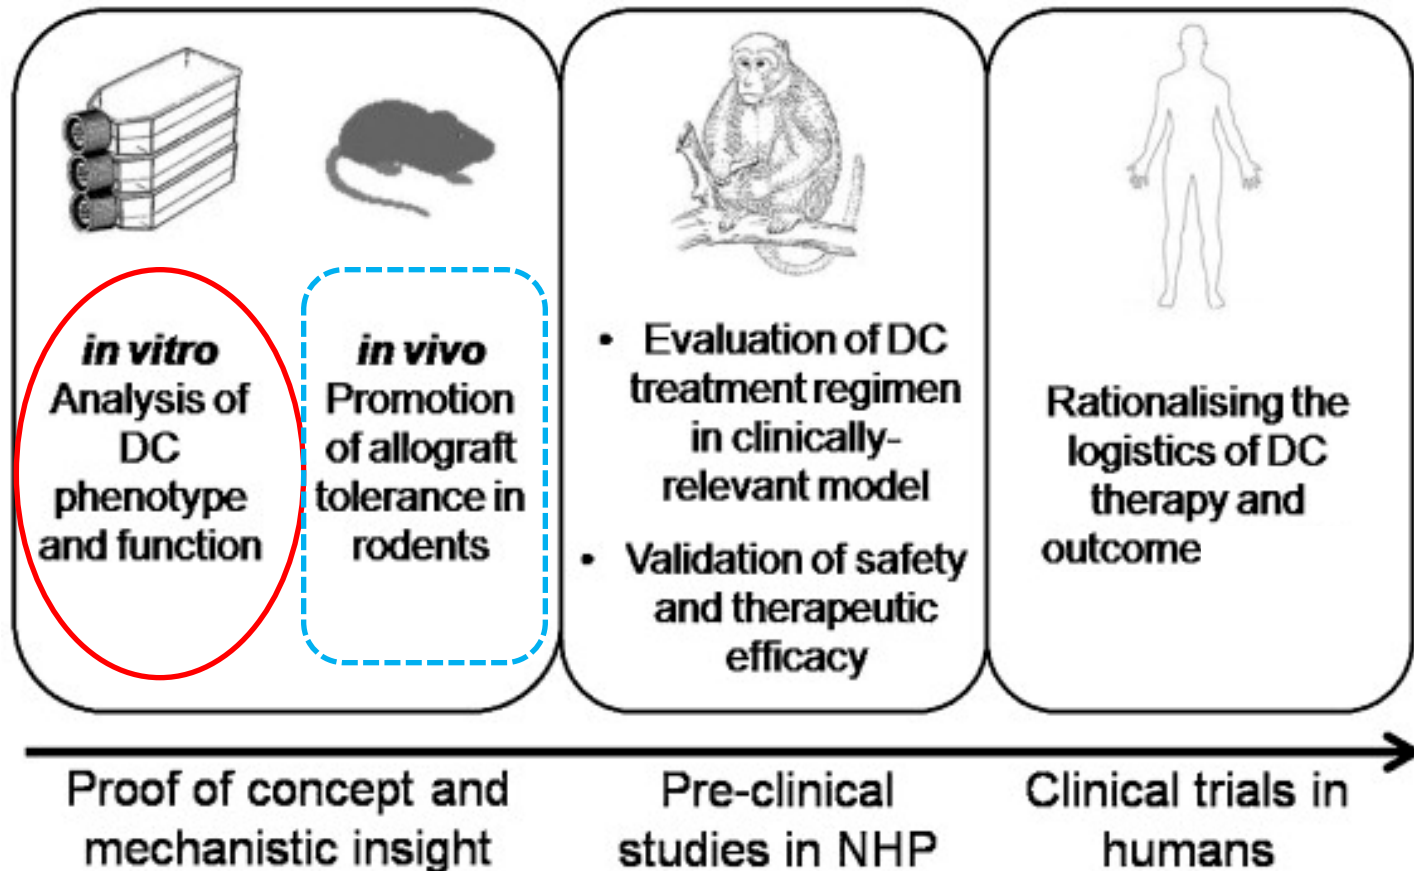 in vitro
Analysis of
DC
phenotype
and function
in vivo
Promotion
of allograft
tolerance in
rodents
• Evaluation of DC
treatment regimen
in clinically-
relevant model
• Validation of safety
and therapeutic
efficacy
Rationalising the
logistics of DC
therapy and
outcome
Proof of concept and
mechanistic insight
Pre-clinical
studies in NHP
Clinical trials in
humans